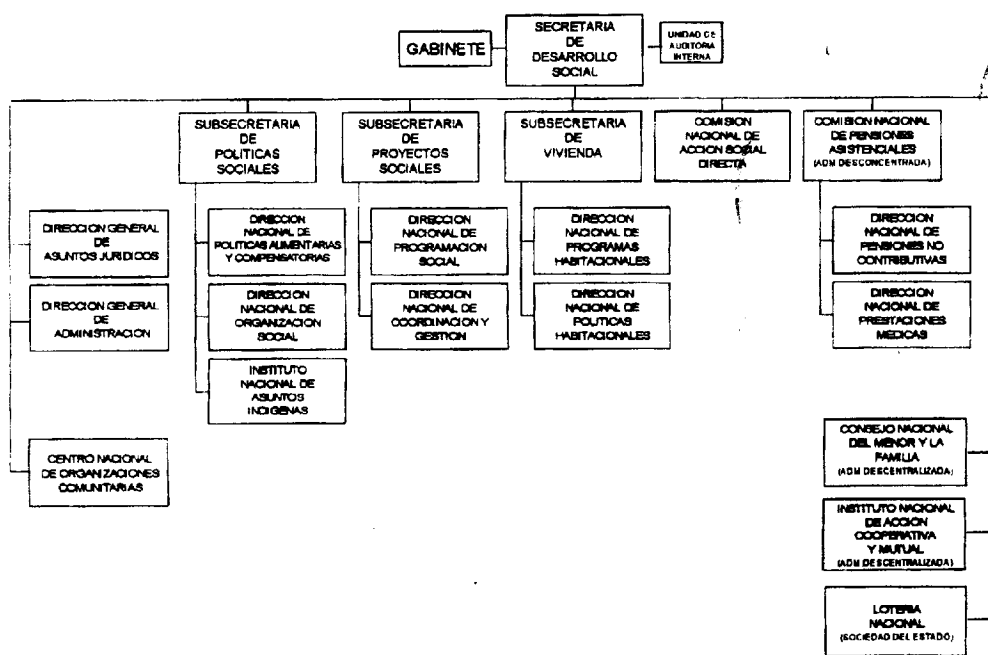 SECRETARIA
DE
DESARROLLO
SOCIAL
GABINETE
UNIDAD DE
AUDITORIA
INTERNA
SUBSECRETARIA
DE
POLITICAS
SOCIALES
SUBSECRETARIA
DE
PROYECTOS
SOCIALES
SUBSECRETARIA
DE
VIVIENDA
COMISION
NACIONAL DE
ACCION SOCIAL
DIRECTA
COMISION NACIONAL
DE PENSIONES
ASISTENCIALES
(ADM DESCONCENTRADA)
DIRECCION GENERAL
DE
ASUNTOS JURIDICOS
DIRECCION
NACIONAL DE
POLITICAS ALIMENTARIAS
Y COMPENSATORIAS
DIRECCION
NACIONAL DE
PROGRAMACION
SOCIAL
DIRECCION
NACIONAL DE
PROGRAMAS
HABITACIONALES
DIRECCION
NACIONAL DE
PENSIONES NO
CONTRIBUTIVAS
DIRECCION GENERAL
DE
ADMINISTRACION
DIRECCION
NACIONAL DE
ORGANIZACION
SOCIAL
DIRECCION
NACIONAL DE
COORDINACION Y
GESTION
DIRECCION
NACIONAL DE
POLITICAS
HABITACIONALES
DIRECCION
NACIONAL DE
PRESTACIONES
MEDICAS
INSTITUTO
NACIONAL DE
ASUNTOS
INDIGENAS
CENTRO NACIONAL
DE ORGANIZACIONES
COMUNITARIAS
CONSEJO NACIONAL
DEL MENOR Y LA
FAMILIA
(ADM DESCENTRALIZADA)
INSTITUTO NACIONAL
DE ACCION
COOPERATIVA
Y MUTUAL
(ADM DESCENTRALIZADA)
LOTERIA
NACIONAL
(SOCIEDAD DEL ESTADO)